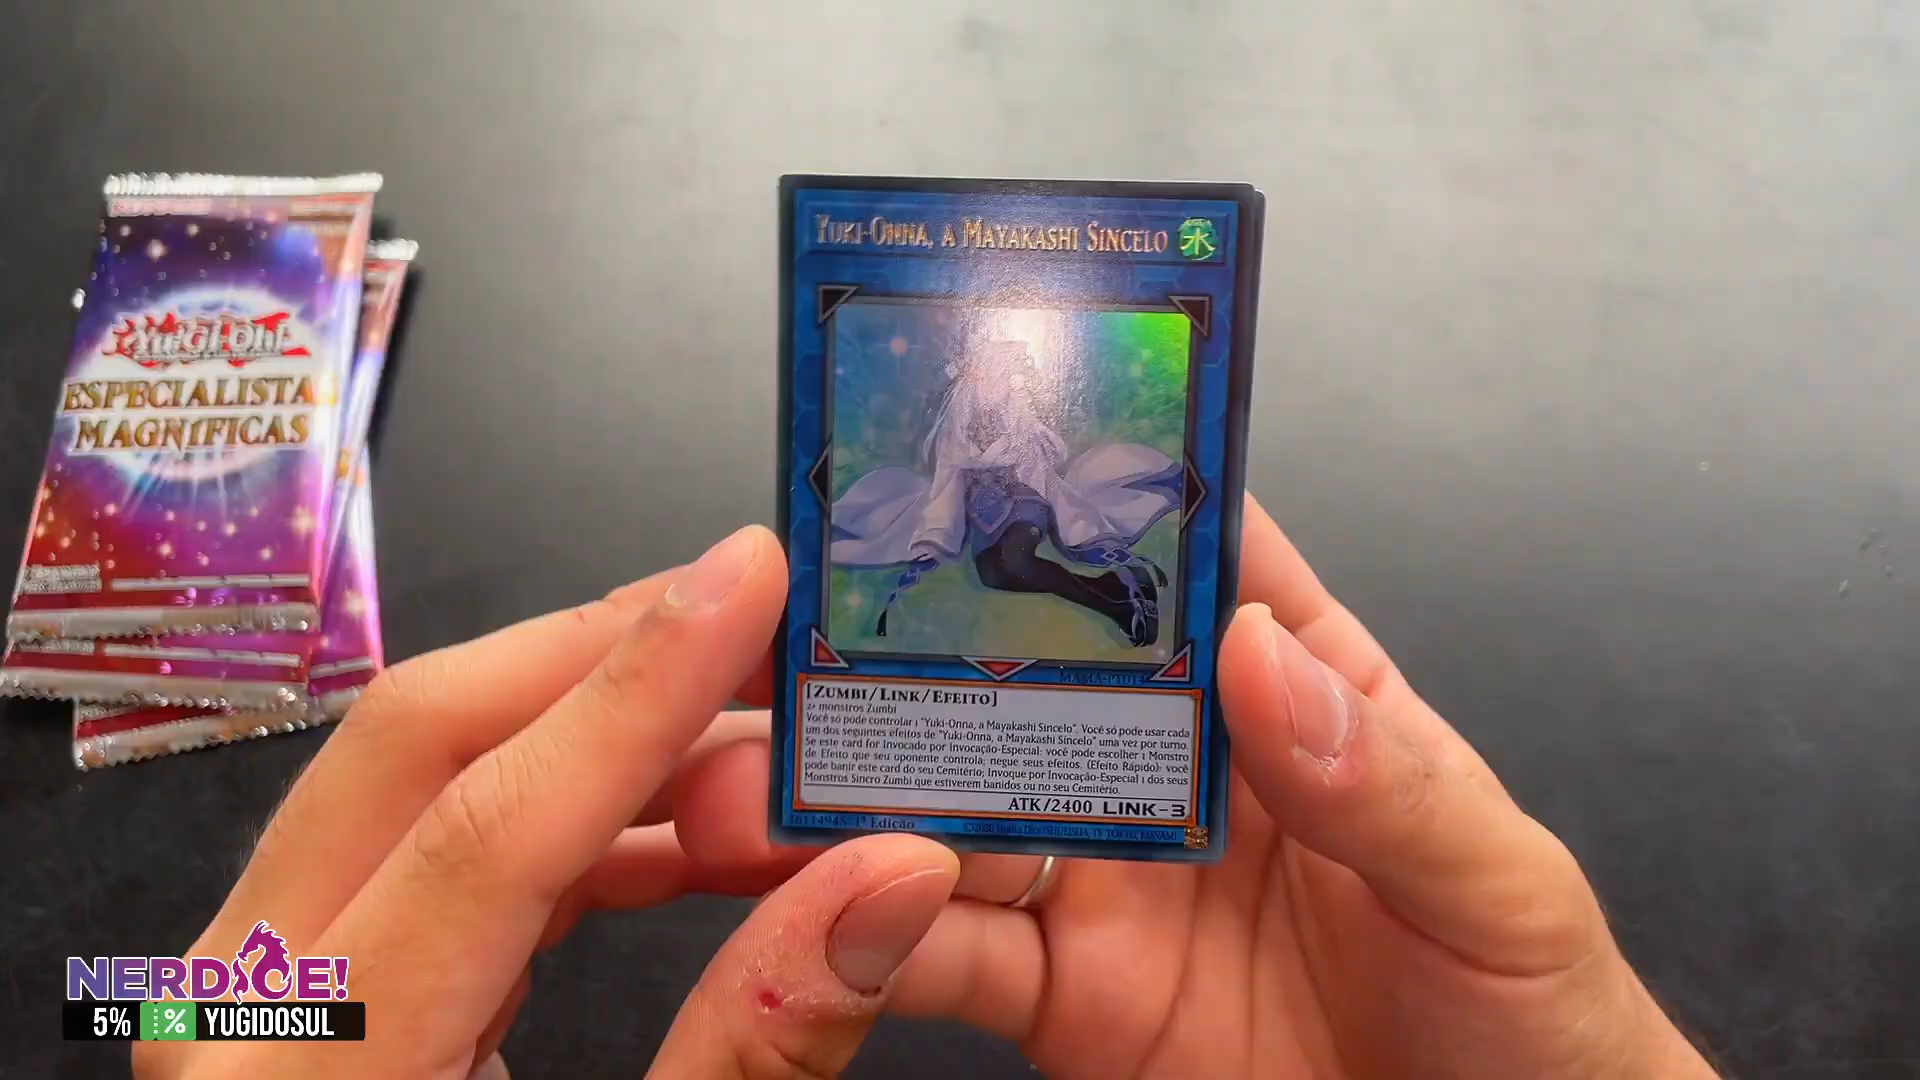 Yu-Gi-Oh!
ESPECIALISTAS
MAGNÍFICAS
YUKI-ONNA, A MAYAKASHI SINCELO
水
MAMA-PT014
[ZUMBI/LINK/EFEITO]
2+ monstros Zumbi
Você só pode controlar 1 "Yuki-Onna, a Mayakashi Sincelo". Você só pode usar cada
um dos seguintes efeitos de "Yuki-Onna, a Mayakashi Sincelo" uma vez por turno.
Se este card for Invocado por Invocação-Especial: você pode escolher 1 Monstro
de Efeito que seu oponente controla; negue seus efeitos. (Efeito Rápido): você
pode banir este card do seu Cemitério; Invoque por Invocação-Especial 1 dos seus
Monstros Sincro Zumbi que estiverem banidos ou no seu Cemitério.
ATK/2400 LINK-3
1ª Edição
NERDICE!
5% % YUGIDOSUL